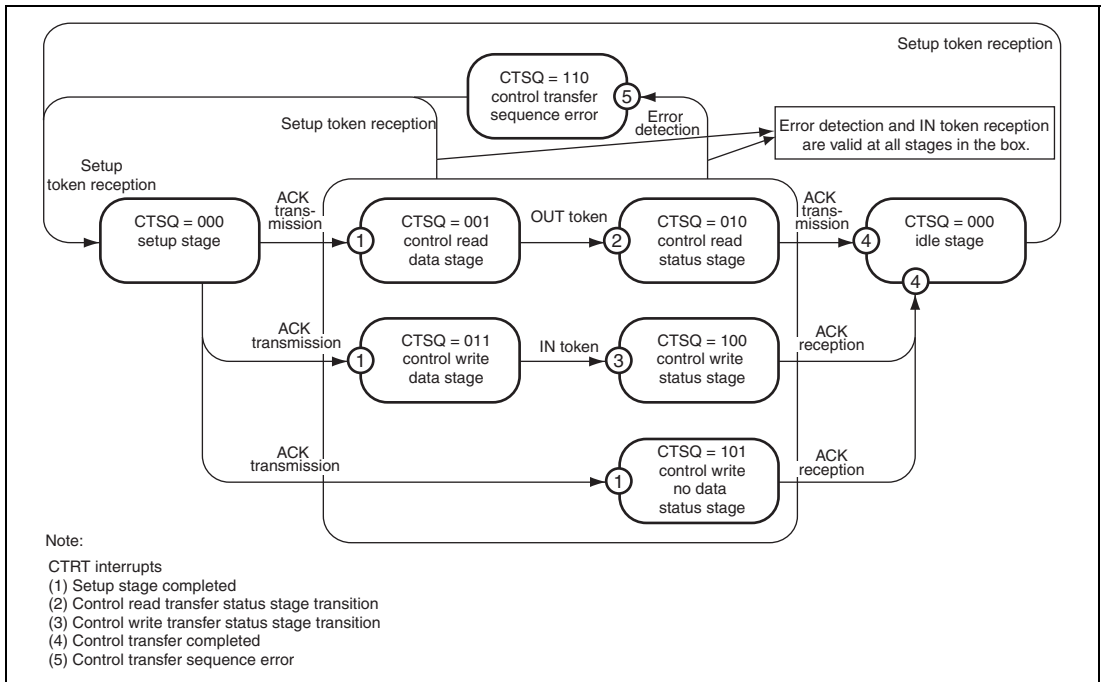 Setup token reception
CTSQ = 110
control transfer
sequence error
5
Setup token reception
Error
detection
Error detection and IN token reception
are valid at all stages in the box.
Setup
token reception
CTSQ = 000
setup stage
ACK
trans-
mission
1
CTSQ = 001
control read
data stage
OUT token
2
CTSQ = 010
control read
status stage
ACK
trans-
mission
4
CTSQ = 000
idle stage
4
ACK
transmission
1
CTSQ = 011
control write
data stage
IN token
3
CTSQ = 100
control write
status stage
ACK
reception
ACK
transmission
1
CTSQ = 101
control write
no data
status stage
ACK
reception
Note:
CTRT interrupts
(1) Setup stage completed
(2) Control read transfer status stage transition
(3) Control write transfer status stage transition
(4) Control transfer completed
(5) Control transfer sequence error